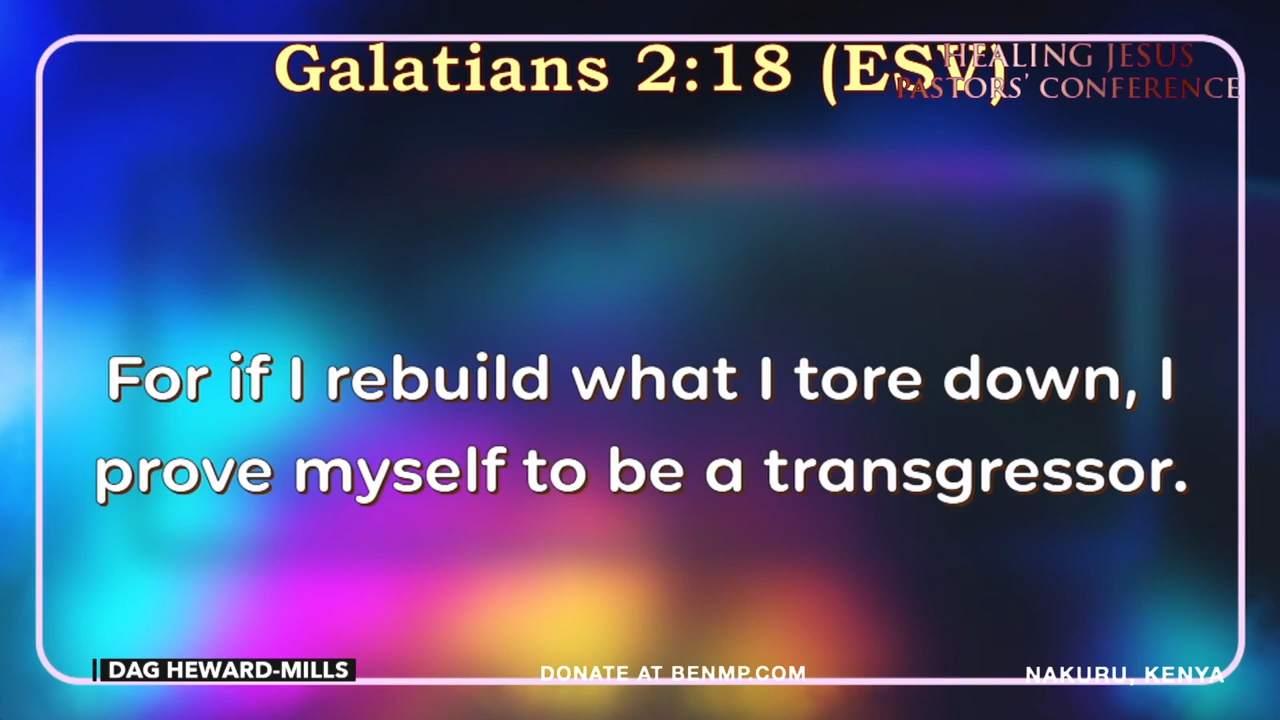 Galatians 2:18 (ESV)
HEALING JESUS
PASTORS' CONFERENCE
For if I rebuild what I tore down, I
prove myself to be a transgressor.
DAG HEWARD-MILLS
DONATE AT BENMP.COM
NAKURU, KENYA